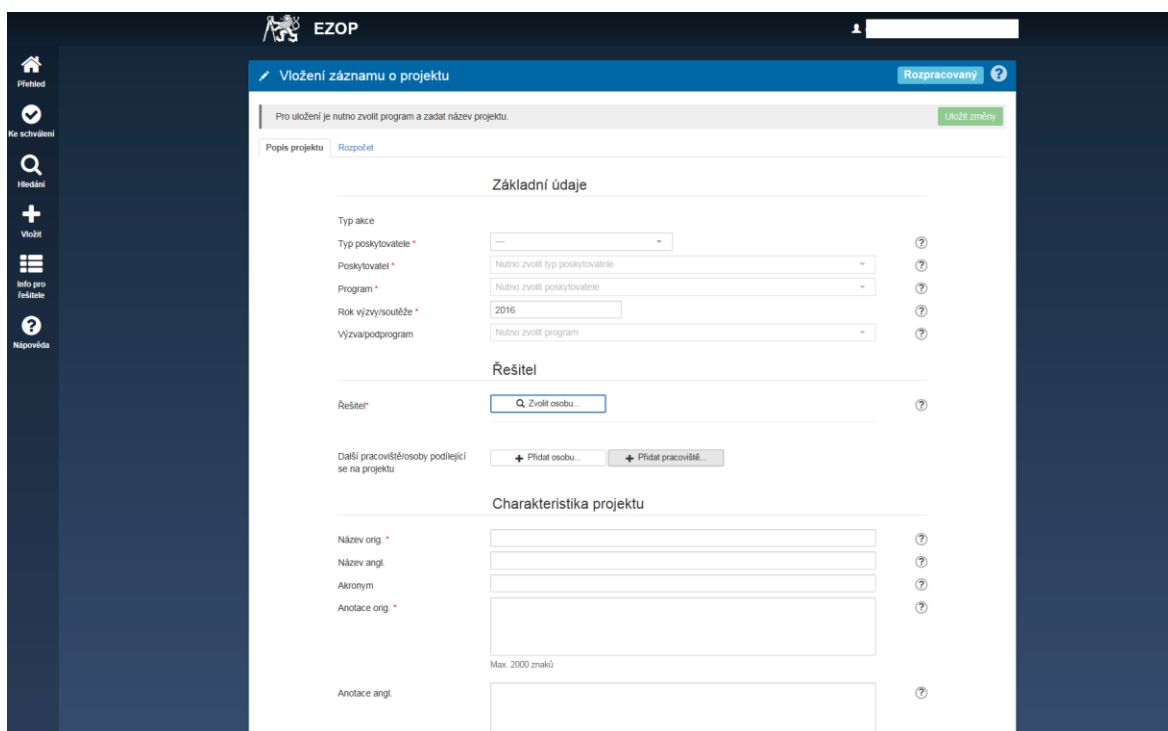 EZOP
Přehled
Ke schválení
Hledání
Vložit
Info pro
řešitele
Nápověda
Vložení záznamu o projektu
Rozpracovaný
Pro uložení je nutno zvolit program a zadat název projektu.
Uložit změny
Popis projektu Rozpočet
Základní údaje
Typ akce
Typ poskytovatele * —
Poskytovatel * Nutno zvolit typ poskytovatele
Program * Nutno zvolit poskytovatele
Rok výzvy/soutěže * 2016
Výzva/podprogram Nutno zvolit program
Řešitel
Řešitel* Zvolit osobu...
Další pracoviště/osoby podílející
se na projektu
Přidat osobu... Přidat pracoviště...
Charakteristika projektu
Název orig. *
Název angl.
Akronym
Anotace orig. *
Max. 2000 znaků
Anotace angl.